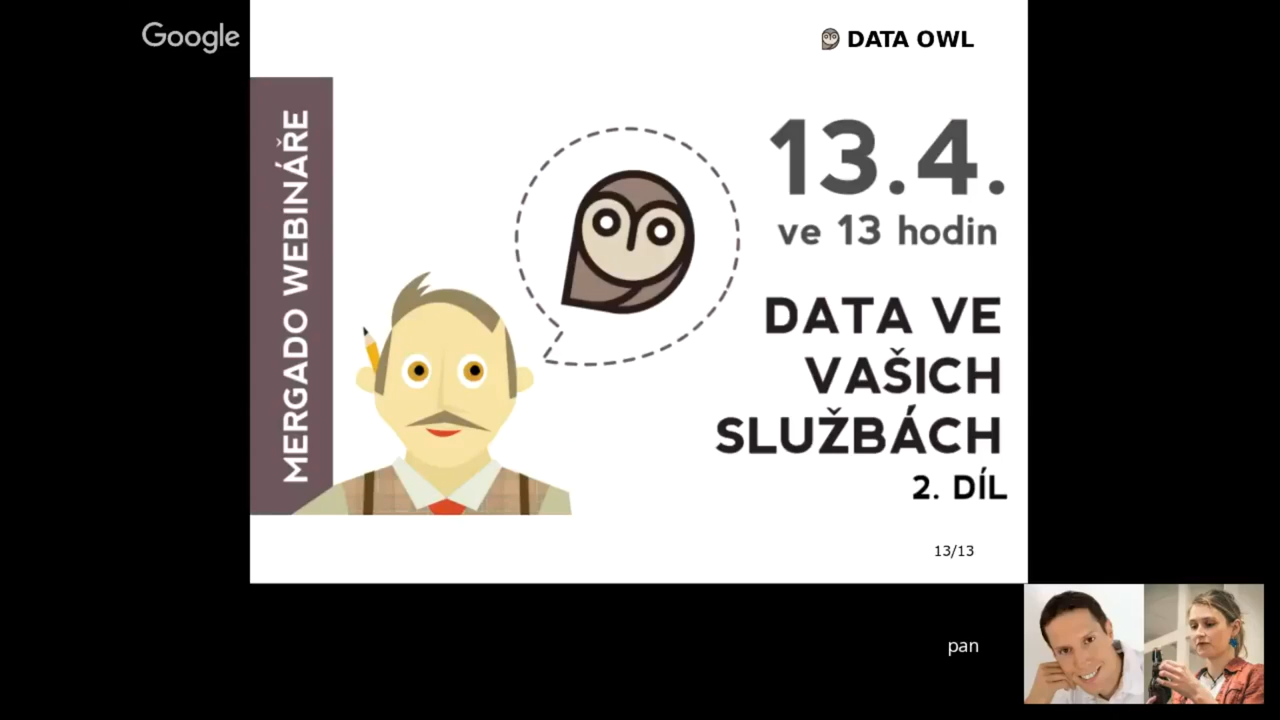 Google
DATA OWL
MERGADO WEBINÁŘE
13.4.
ve 13 hodin
DATA VE
VAŠICH
SLUŽBÁCH
2. DÍL
13/13
pan